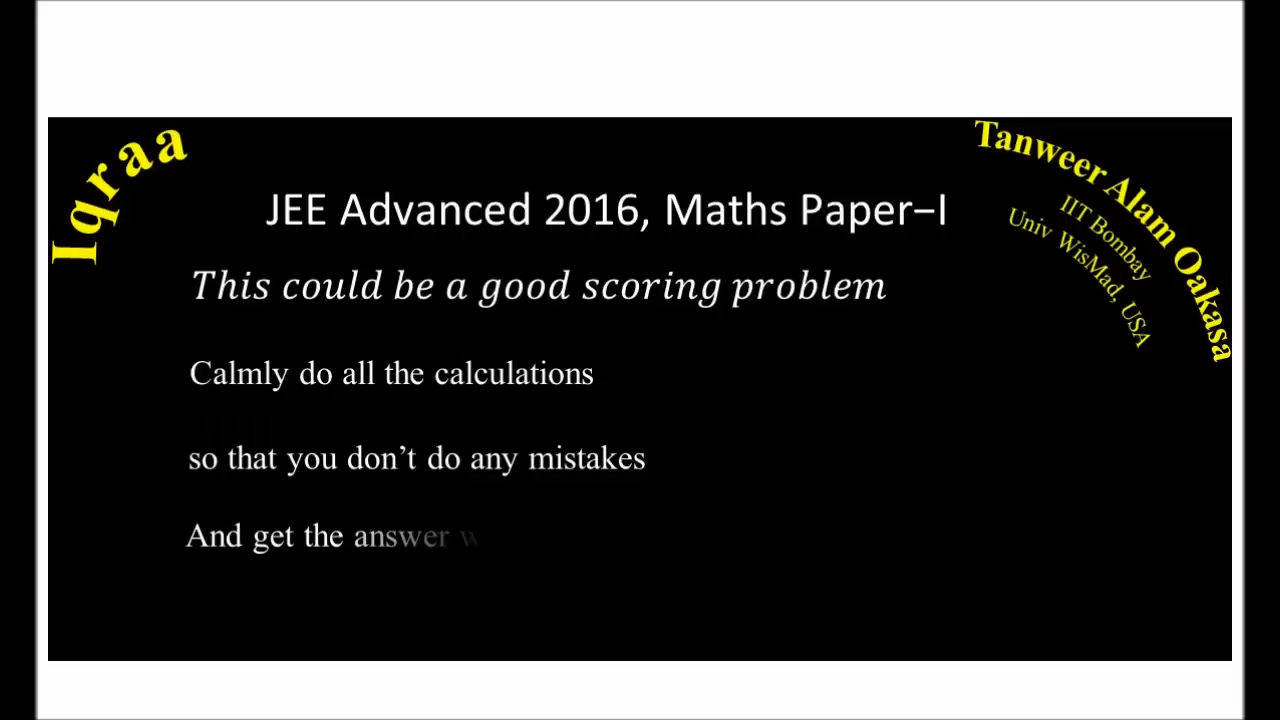 Iqraa
Tanweer Alam Oakasa
IIT Bombay
Univ WisMad, USA
JEE Advanced 2016, Maths Paper–I
This could be a good scoring problem
Calmly do all the calculations
so that you don’t do any mistakes
And get the answer